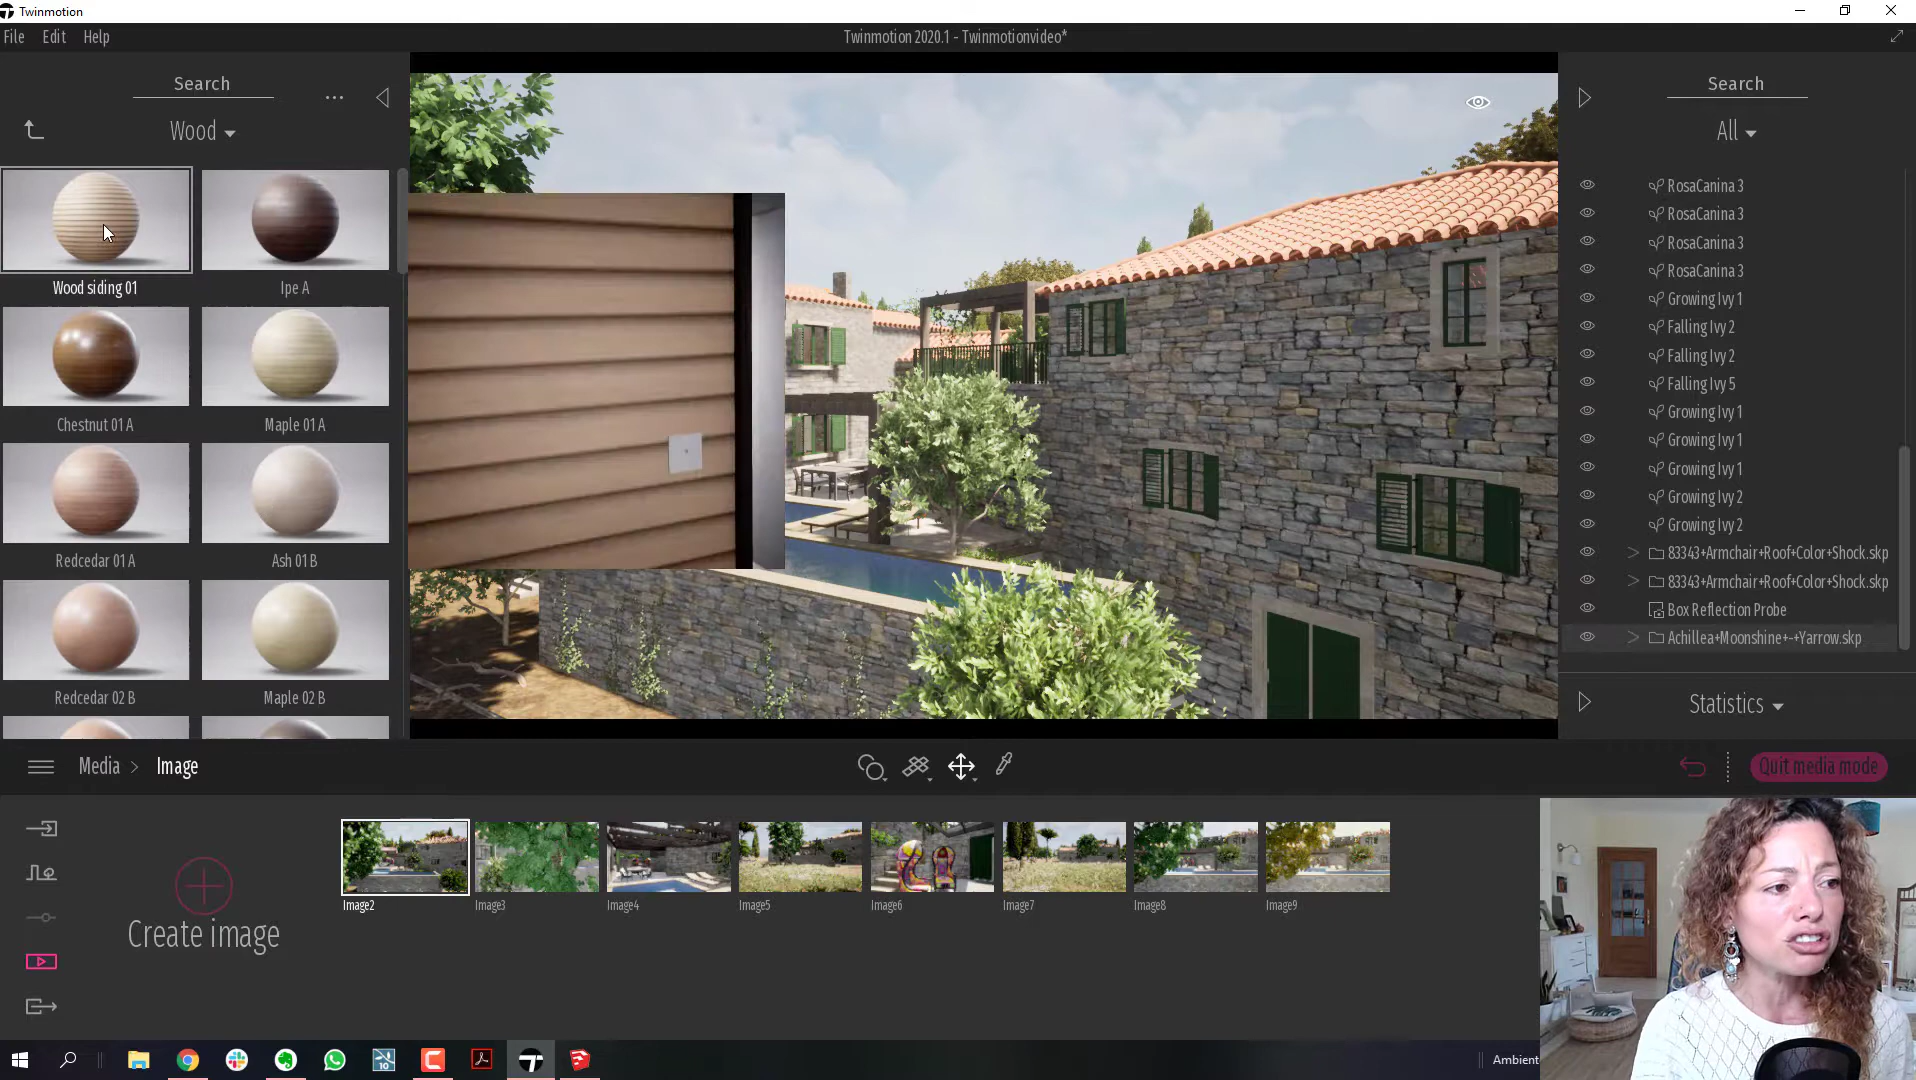 Twinmotion
File Edit Help
Twinmotion 2020.1 - Twinmotionvideo*
Search
Wood
Wood siding 01
Ipe A
Chestnut 01 A
Maple 01 A
Redcedar 01 A
Ash 01 B
Redcedar 02 B
Maple 02 B
Search
All
RosaCanina 3
RosaCanina 3
RosaCanina 3
RosaCanina 3
Growing Ivy 1
Falling Ivy 2
Falling Ivy 2
Falling Ivy 5
Growing Ivy 1
Growing Ivy 1
Growing Ivy 1
Growing Ivy 2
Growing Ivy 2
83343+Armchair+Roof+Color+Shock.skp
83343+Armchair+Roof+Color+Shock.skp
Box Reflection Probe
Achillea+Moonshine+-+Yarrow.skp
Statistics
Media > Image
Quit media mode
Create image
Image2
Image3
Image4
Image5
Image6
Image7
Image8
Image9
10
Ambient